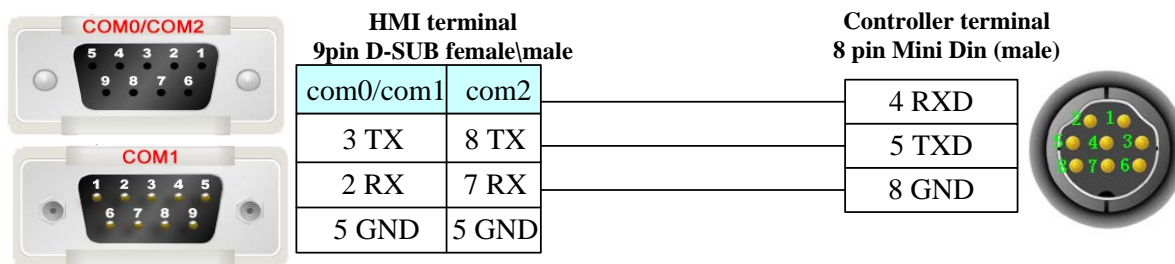 COM0/COM2
5 4 3 2 1
9 8 7 6
COM1
1 2 3 4 5
6 7 8 9
HMI terminal
9pin D-SUB female\male
com0/com1 com2
3 TX 8 TX
2 RX 7 RX
5 GND 5 GND
Controller terminal
8 pin Mini Din (male)
4 RXD
5 TXD
8 GND
2 1
5 4 3
8 7 6